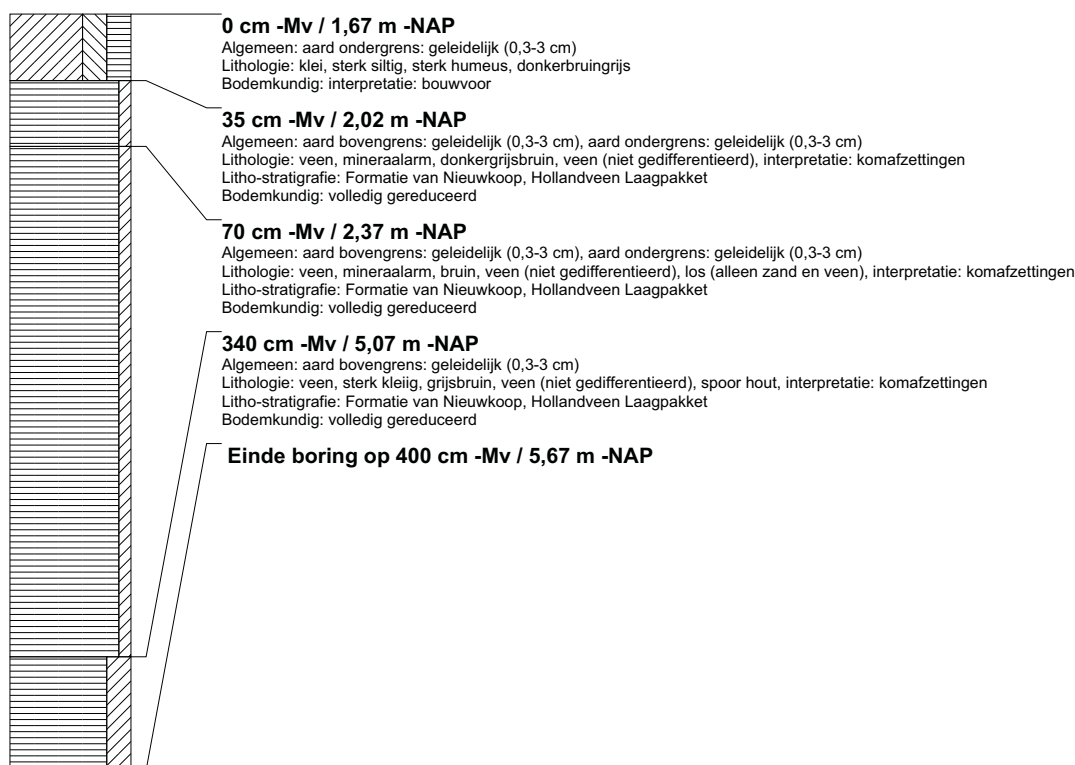 0 cm -Mv / 1,67 m -NAP
Algemeen: aard ondergrens: geleidelijk (0,3-3 cm)
Lithologie: klei, sterk siltig, sterk humeus, donkerbruingrijs
Bodemkundig: interpretatie: bouwvoor
35 cm -Mv / 2,02 m -NAP
Algemeen: aard bovengrens: geleidelijk (0,3-3 cm), aard ondergrens: geleidelijk (0,3-3 cm)
Lithologie: veen, mineraalarm, donkergrijsbruin, veen (niet gedifferentieerd), interpretatie: komafzettingen
Litho-stratigrafie: Formatie van Nieuwkoop, Hollandveen Laagpakket
Bodemkundig: volledig gereduceerd
70 cm -Mv / 2,37 m -NAP
Algemeen: aard bovengrens: geleidelijk (0,3-3 cm), aard ondergrens: geleidelijk (0,3-3 cm)
Lithologie: veen, mineraalarm, bruin, veen (niet gedifferentieerd), los (alleen zand en veen), interpretatie: komafzettingen
Litho-stratigrafie: Formatie van Nieuwkoop, Hollandveen Laagpakket
Bodemkundig: volledig gereduceerd
340 cm -Mv / 5,07 m -NAP
Algemeen: aard bovengrens: geleidelijk (0,3-3 cm)
Lithologie: veen, sterk kleiig, grijsbruin, veen (niet gedifferentieerd), spoor hout, interpretatie: komafzettingen
Litho-stratigrafie: Formatie van Nieuwkoop, Hollandveen Laagpakket
Bodemkundig: volledig gereduceerd
Einde boring op 400 cm -Mv / 5,67 m -NAP